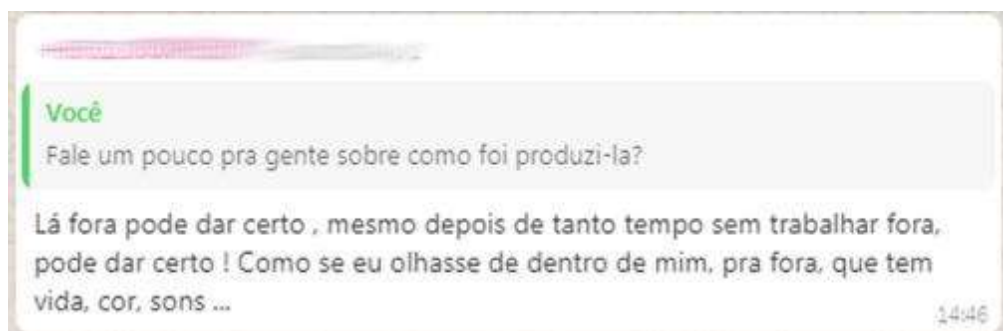 Você
Fale um pouco pra gente sobre como foi produzi-la?
Lá fora pode dar certo , mesmo depois de tanto tempo sem trabalhar fora,
pode dar certo ! Como se eu olhasse de dentro de mim, pra fora, que tem
vida, cor, sons ...
14:46